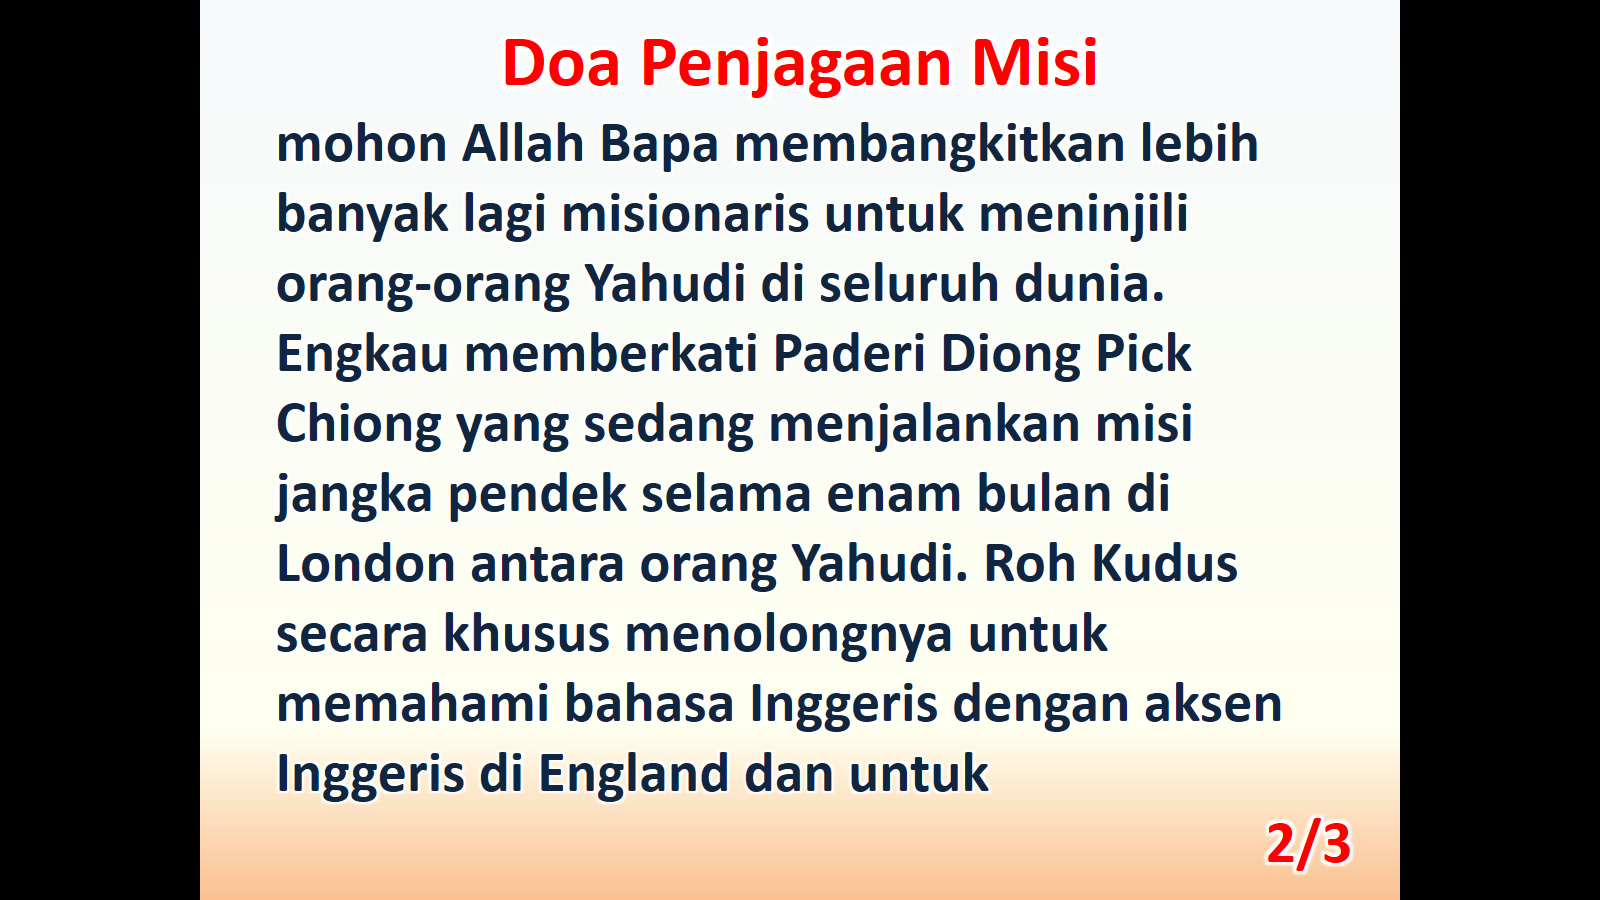 Doa Penjagaan Misi
mohon Allah Bapa membangkitkan lebih
banyak lagi misionaris untuk meninjili
orang-orang Yahudi di seluruh dunia.
Engkau memberkati Paderi Diong Pick
Chiong yang sedang menjalankan misi
jangka pendek selama enam bulan di
London antara orang Yahudi. Roh Kudus
secara khusus menolongnya untuk
memahami bahasa Inggeris dengan aksen
Inggeris di England dan untuk
2/3